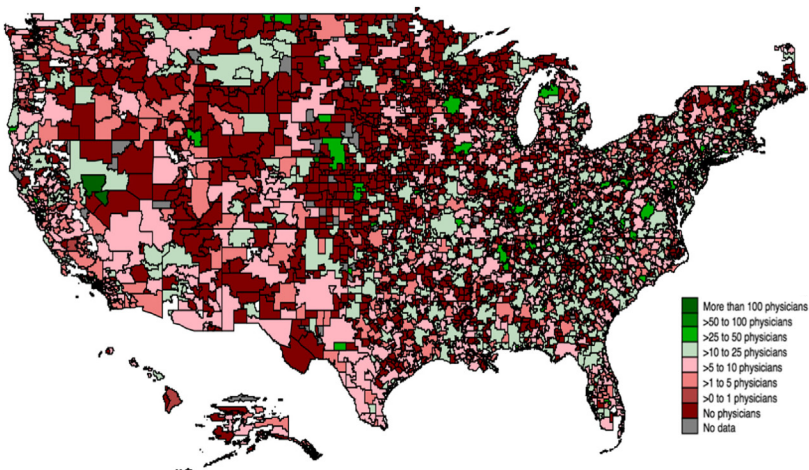 More than 100 physicians
>50 to 100 physicians
>25 to 50 physicians
>10 to 25 physicians
>5 to 10 physicians
>1 to 5 physicians
>0 to 1 physicians
No physicians
No data